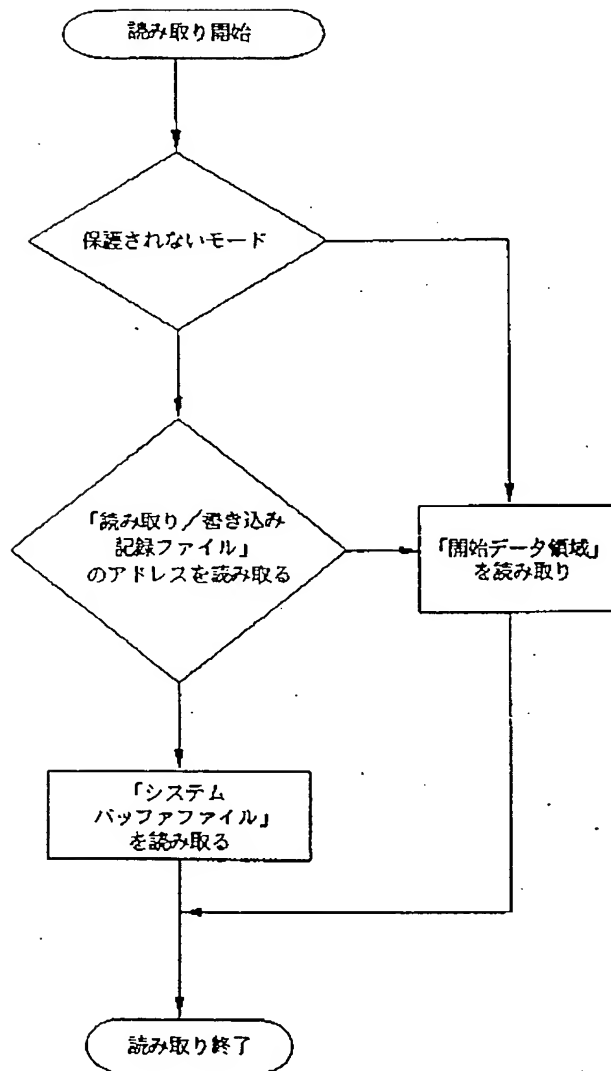 読み取り開始
保護されないモード
「読み取り／書き込み
記録ファイル」
のアドレスを読み取る
「開始データ領域」
を読み取り
「システム
バッファファイル」
を読み取る
読み取り終了